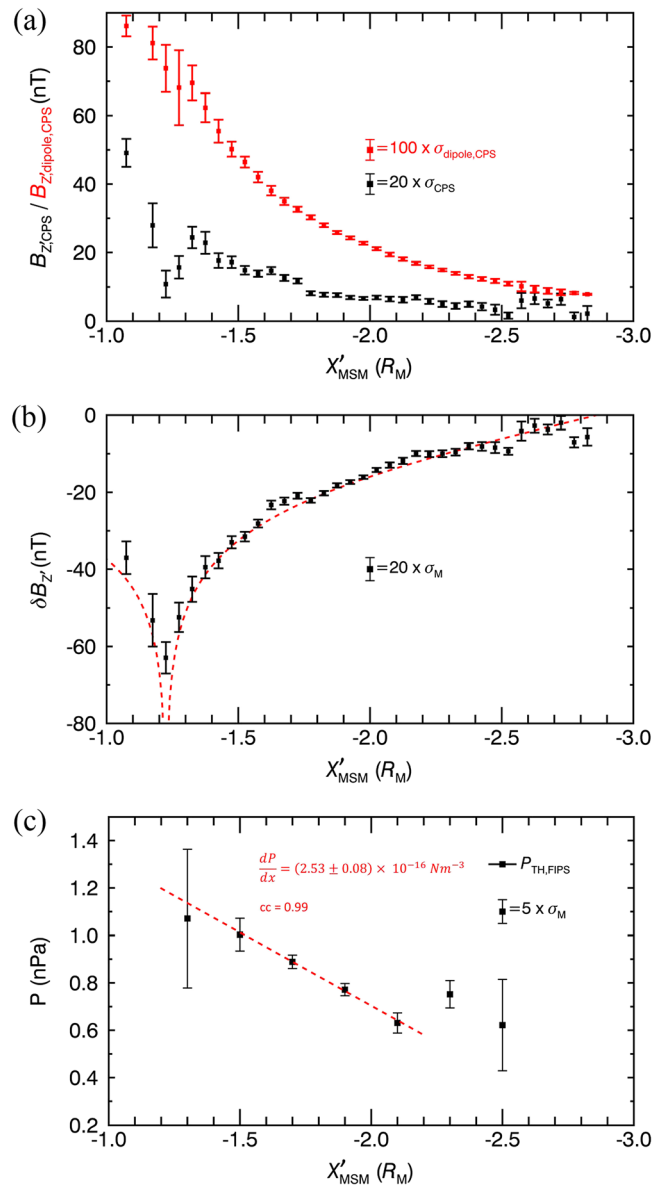 (a)
B_Z',CPS / B_Z',dipole,CPS (nT)
80
60
40
20
0
= 100 x σ_dipole,CPS
= 20 x σ_CPS
-1.0 -1.5 -2.0 -2.5 -3.0
X'_MSM (R_M)
(b)
δB_Z' (nT)
0
-20
-40
-60
-80
= 20 x σ_M
-1.0 -1.5 -2.0 -2.5 -3.0
X'_MSM (R_M)
(c)
P (nPa)
1.4
1.2
1.0
0.8
0.6
0.4
0.2
dP/dx = (2.53 ± 0.08) × 10^-16 Nm^-3
cc = 0.99
P_TH,FIPS
= 5 x σ_M
-1.0 -1.5 -2.0 -2.5 -3.0
X'_MSM (R_M)